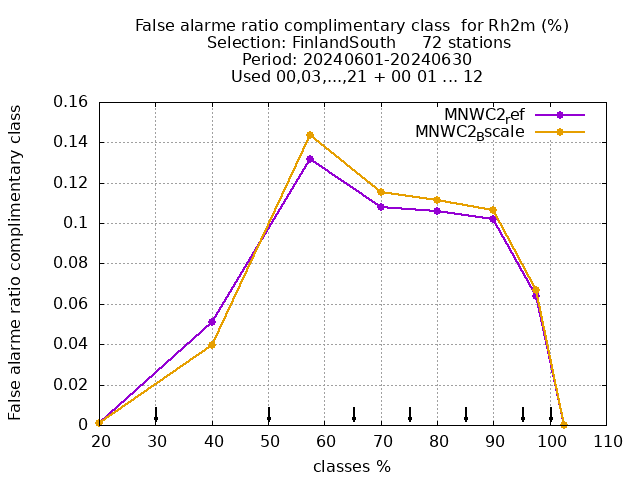 False alarme ratio complimentary class  for Rh2m (%)
Selection: FinlandSouth     72 stations
Period: 20240601-20240630
Used 00,03,...,21 + 00 01 ... 12
MNWC2ref
MNWC2Bscale
False alarme ratio complimentary class
0.16
0.14
0.12
0.1
0.08
0.06
0.04
0.02
0
20 30 40 50 60 70 80 90 100 110
classes %